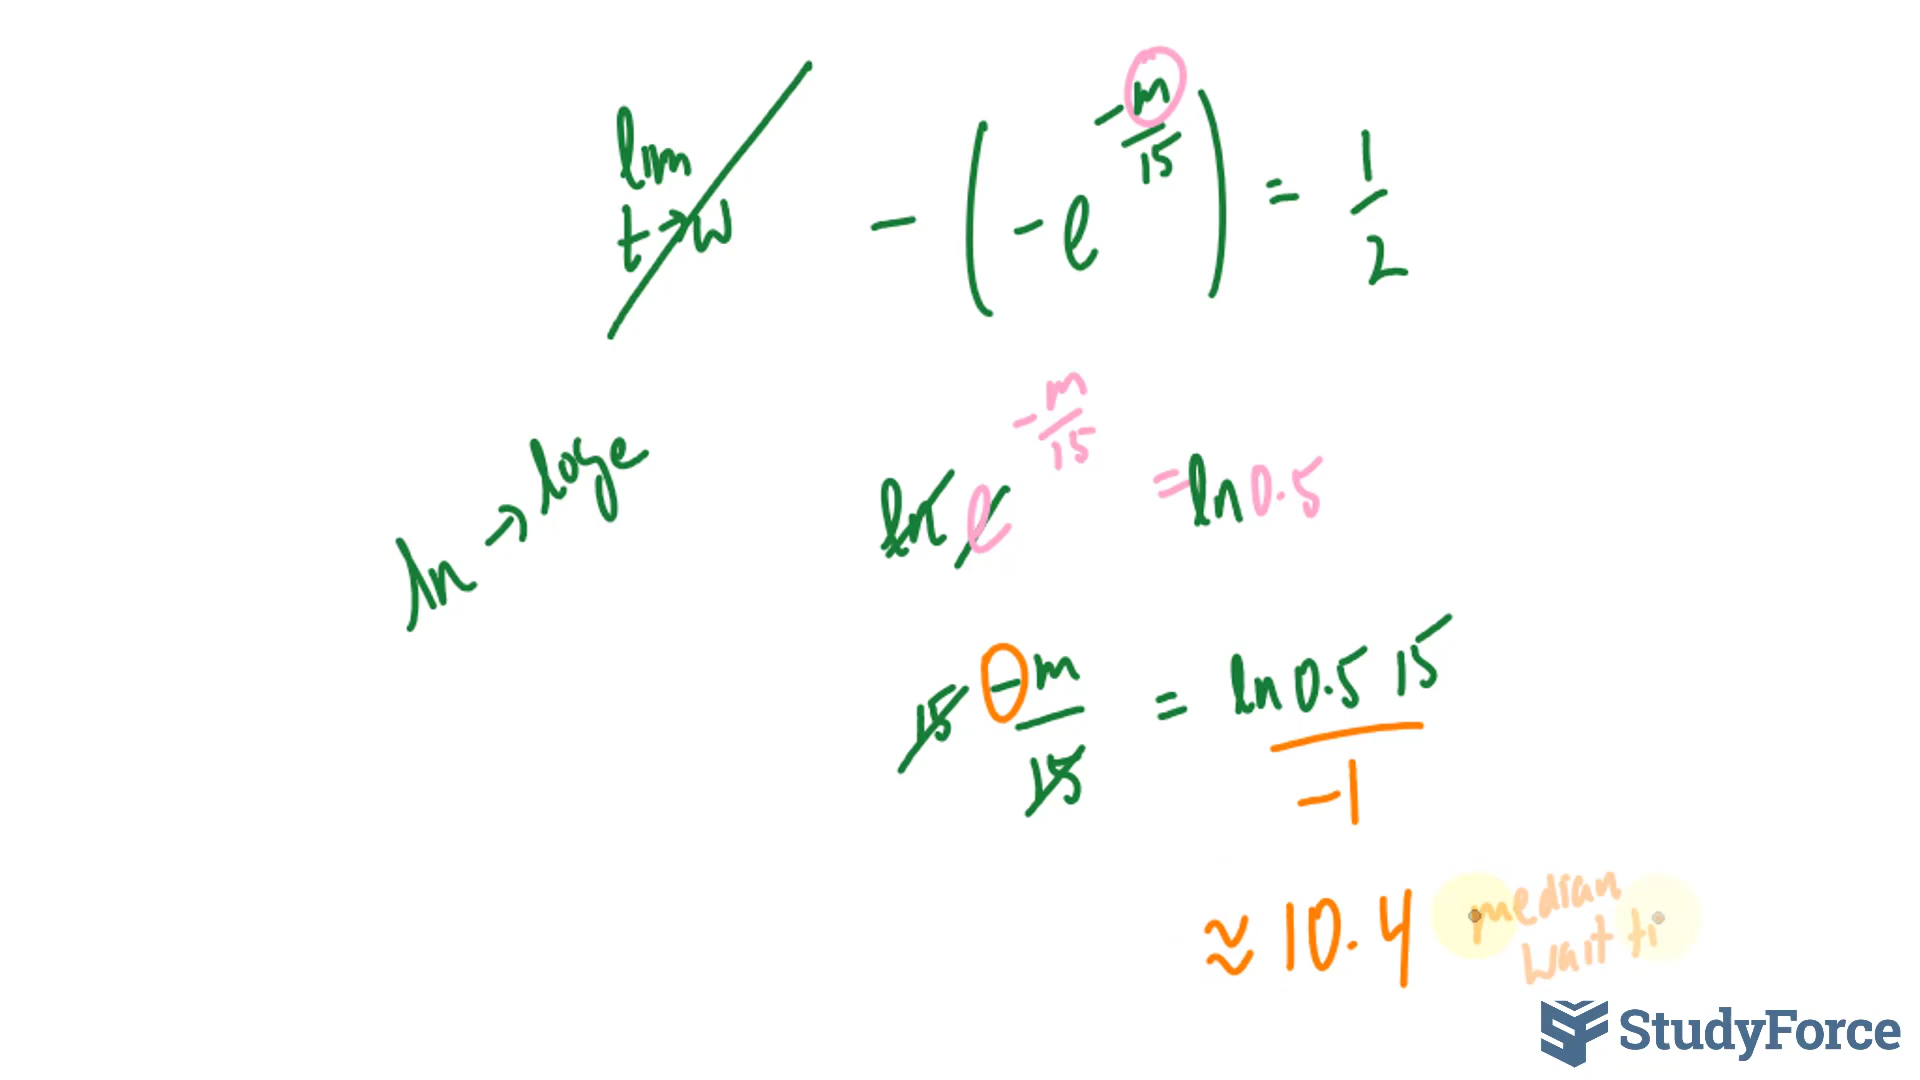 lim
t→∞ - (-e^(-m/15)) = 1/2
ln → loge
ln e^(-m/15) = ln 0.5
15 -m/15 = ln 0.5 15/-1
≈ 10.4 median
wait ti
StudyForce